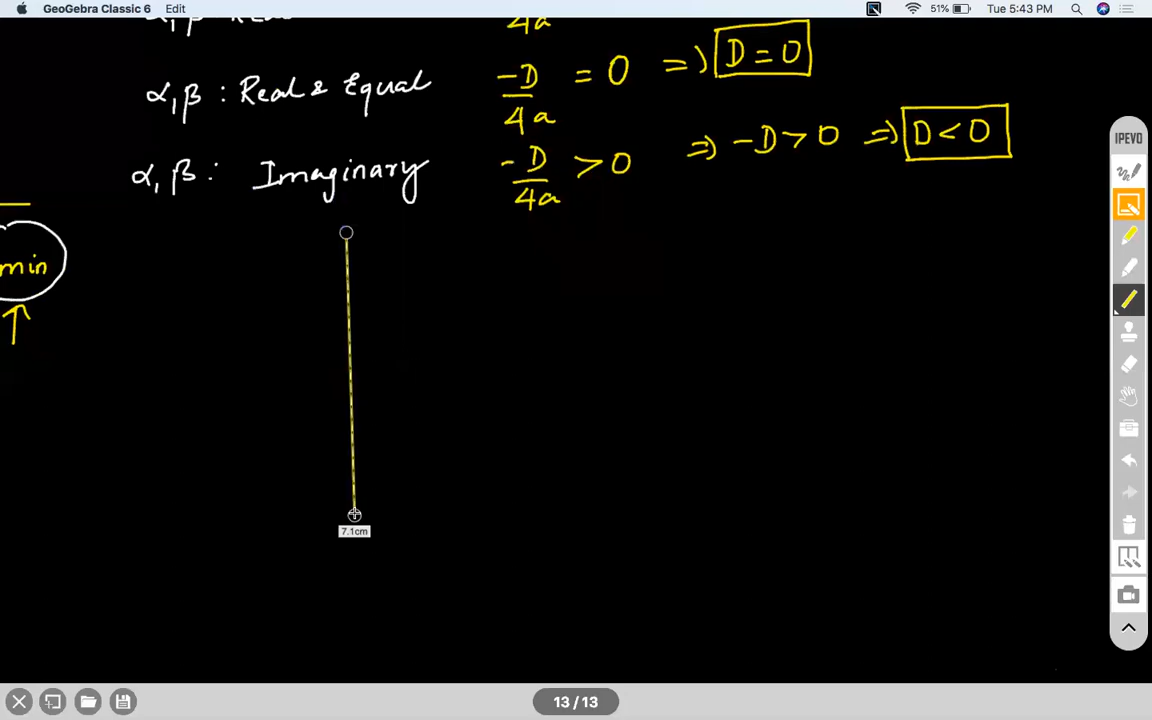 GeoGebra Classic 6 Edit 51% Tue 5:43 PM
4a
α, β : Real & Equal -D/4a = 0 ⇒ D = 0
α, β : Imaginary -D/4a > 0 ⇒ -D > 0 ⇒ D < 0
min
7.1cm
IPEVO
13 / 13